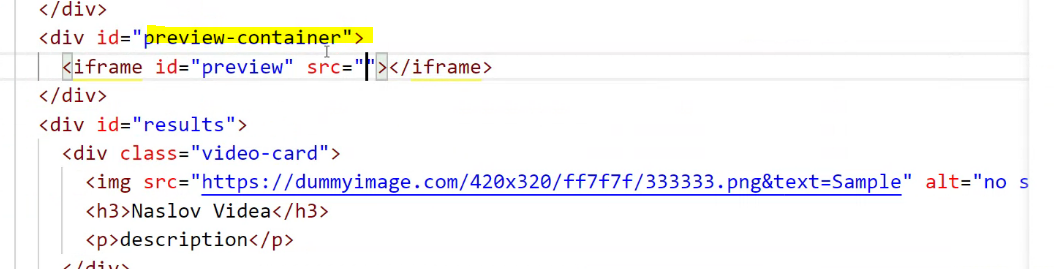 </div>
<div id="preview-container">
<iframe id="preview" src=""></iframe>
</div>
<div id="results">
<div class="video-card">
<img src="https://dummyimage.com/420x320/ff7f7f/333333.png&text=Sample" alt="no s
<h3>Naslov Videa</h3>
<p>description</p>
</div>